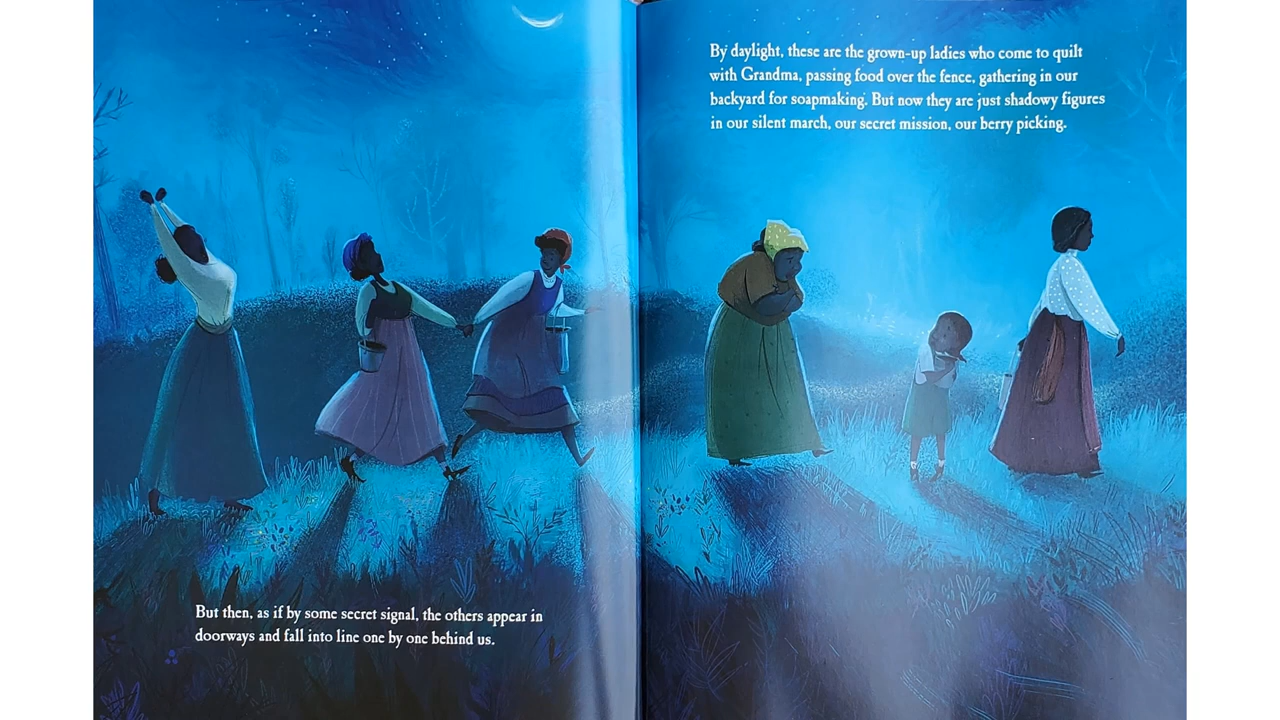 But then, as if by some secret signal, the others appear in
doorways and fall into line one by one behind us.
By daylight, these are the grown-up ladies who come to quilt
with Grandma, passing food over the fence, gathering in our
backyard for soapmaking. But now they are just shadowy figures
in our silent march, our secret mission, our berry picking.